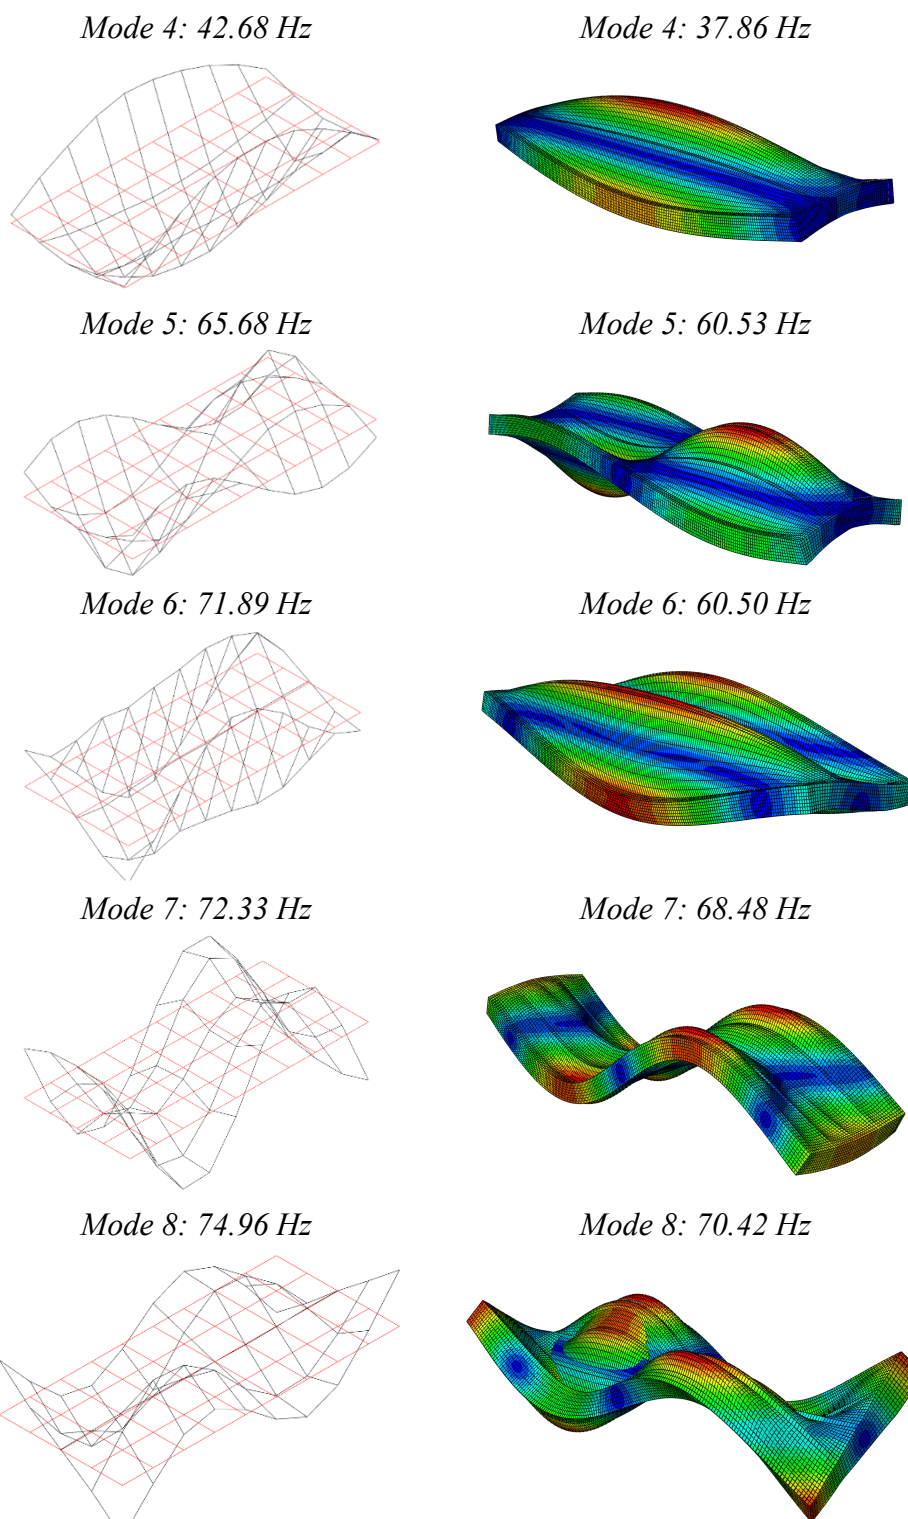 Mode 4: 42.68 Hz
Mode 4: 37.86 Hz
Mode 5: 65.68 Hz
Mode 5: 60.53 Hz
Mode 6: 71.89 Hz
Mode 6: 60.50 Hz
Mode 7: 72.33 Hz
Mode 7: 68.48 Hz
Mode 8: 74.96 Hz
Mode 8: 70.42 Hz